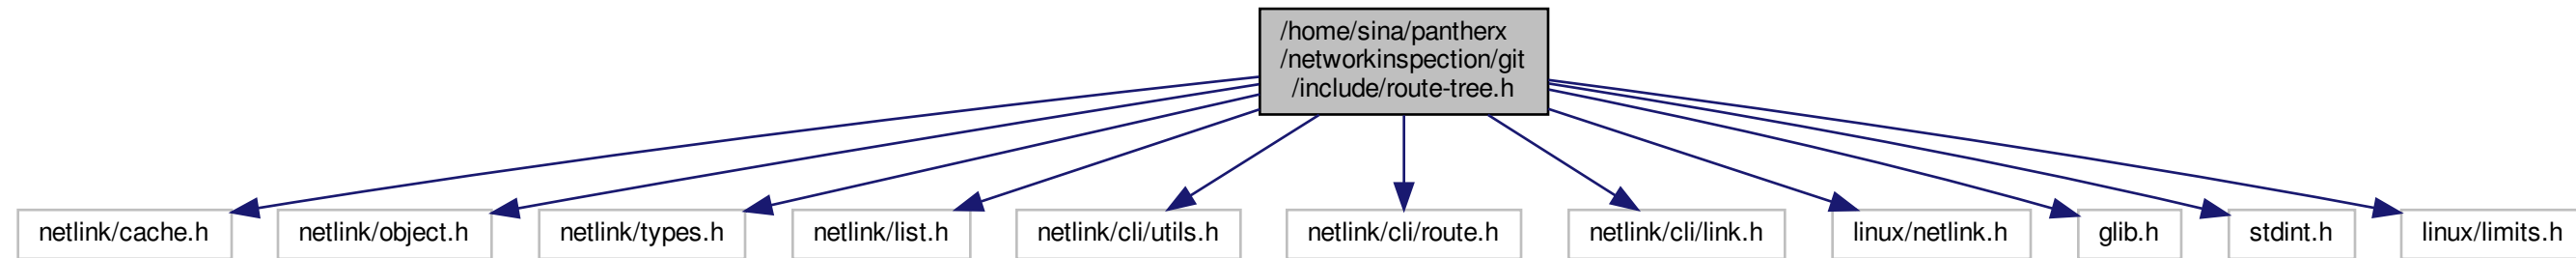 /home/sina/pantherx
/networkinspection/git
/include/route-tree.h
netlink/cache.h
netlink/object.h
netlink/types.h
netlink/list.h
netlink/cli/utils.h
netlink/cli/route.h
netlink/cli/link.h
linux/netlink.h
glib.h
stdint.h
linux/limits.h